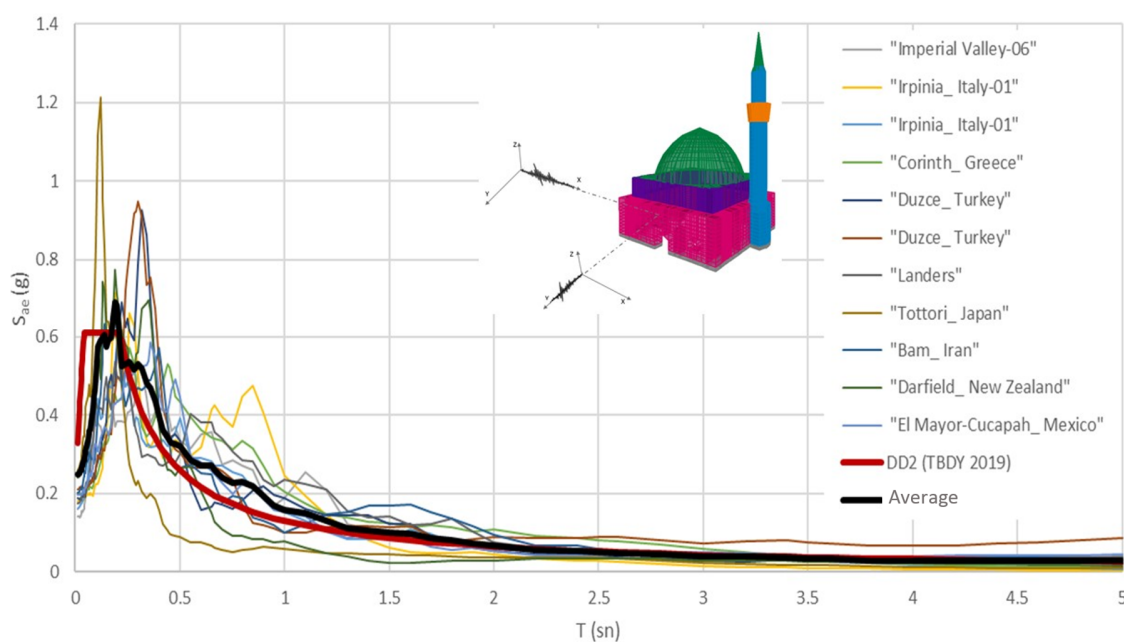 1.4
1.2
1
0.8
0.6
0.4
0.2
0
Sae (g)
0 0.5 1 1.5 2 2.5 3 3.5 4 4.5 5
T (sn)
"Imperial Valley-06"
"Irpinia_ Italy-01"
"Irpinia_ Italy-01"
"Corinth_ Greece"
"Duzce_ Turkey"
"Duzce_ Turkey"
"Landers"
"Tottori_ Japan"
"Bam_ Iran"
"Darfield_ New Zealand"
"El Mayor-Cucapah_ Mexico"
DD2 (TBDY 2019)
Average
Z
X
Y
Z
X
Y